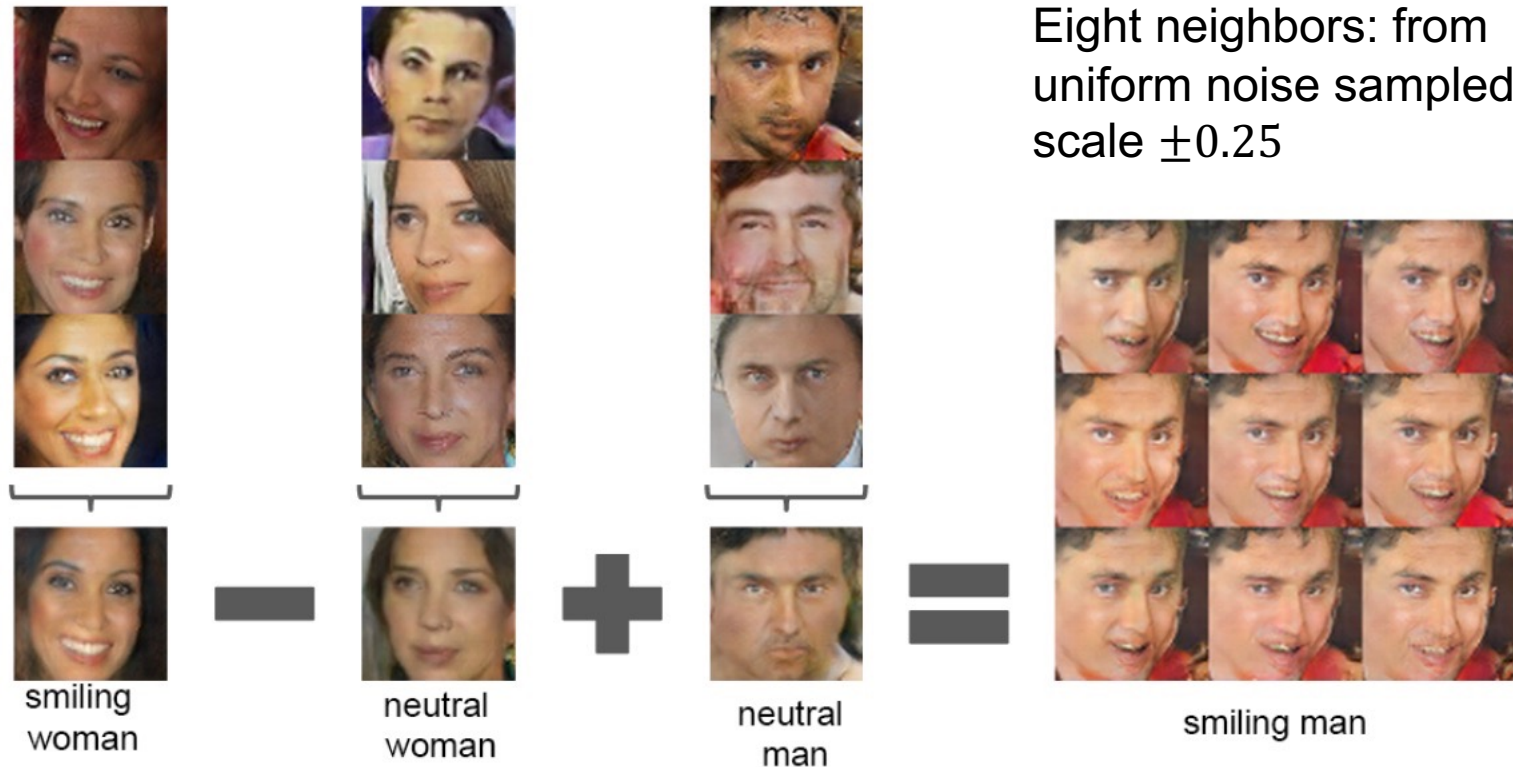 Eight neighbors: from
uniform noise sampled
scale ±0.25
smiling
woman
neutral
woman
neutral
man
smiling man